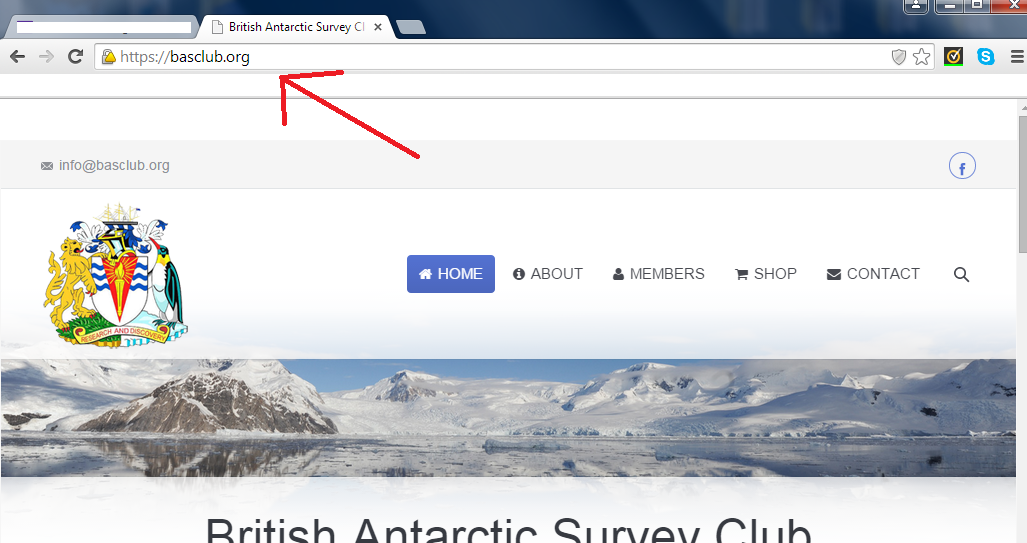 British Antarctic Survey Cl
https://basclub.org
info@basclub.org
f
HOME ABOUT MEMBERS SHOP CONTACT
RESEARCH AND DISCOVERY
British Antarctic Survey Club